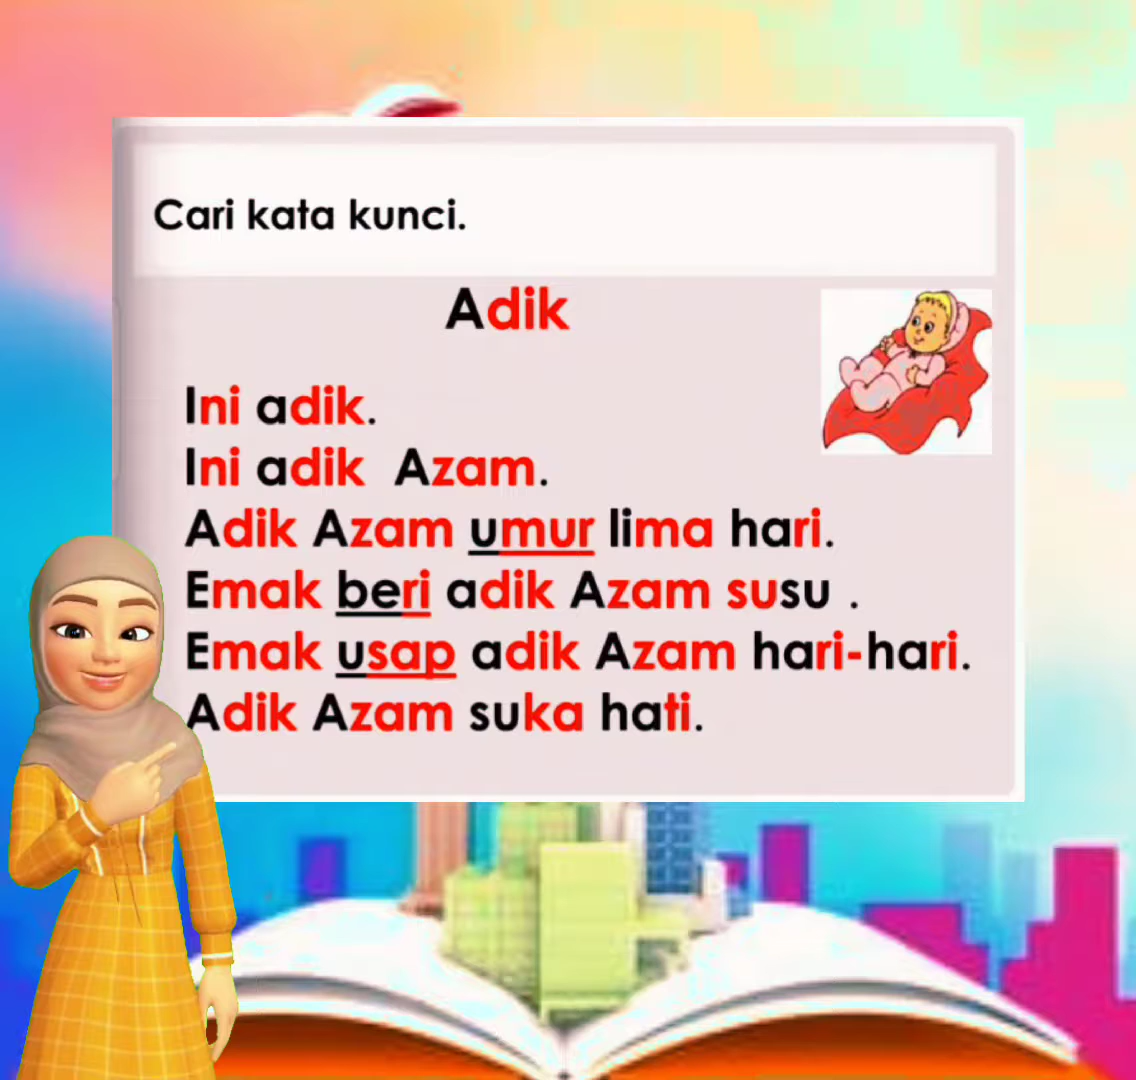 Cari kata kunci.
Adik
Ini adik.
Ini adik Azam.
Adik Azam umur lima hari.
Emak beri adik Azam susu .
Emak usap adik Azam hari-hari.
Adik Azam suka hati.